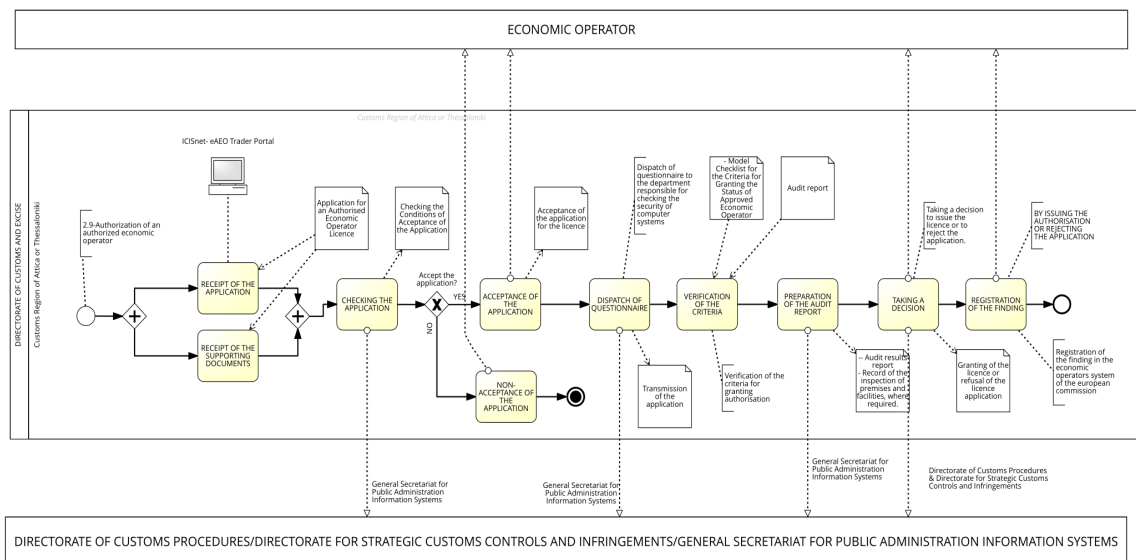 ECONOMIC OPERATOR
DIRECTORATE OF CUSTOMS AND EXCISE
Customs Region of Attica or Thessaloniki
Customs Region of Attica or Thessaloniki
ICISnet- eAEO Trader Portal
2.9-Authorization of an
authorized economic
operator
RECEIPT OF THE
APPLICATION
RECEIPT OF THE
SUPPORTING
DOCUMENTS
Application for
an Authorised
Economic
Operator
Licence
CHECKING THE
APPLICATION
Checking the
Conditions of
Acceptance of
the Application
Accept the
application?
X
YES
NO
ACCEPTANCE OF
THE
APPLICATION
Acceptance of
the application
for the licence
NON-
ACCEPTANCE OF
THE
APPLICATION
DISPATCH OF
QUESTIONNAIRE
Dispatch of
questionnaire to
the department
responsible for
checking the
security of
computer
systems
Transmission
of the
application
VERIFICATION
OF THE
CRITERIA
- Model
Checklist for
the Criteria for
Granting the
Status of
Approved
Economic
Operator
Audit report
Verification of the
criteria for
granting
authorisation
PREPARATION
OF THE AUDIT
REPORT
-- Audit results
report
- Record of the
inspection of
premises and
facilities, where
required.
TAKING A
DECISION
Taking a decision
to issue the
licence or to
reject the
application.
Granting of the
licence or
refusal of the
licence
application
REGISTRATION
OF THE FINDING
BY ISSUING THE
AUTHORISATION
OR REJECTING
THE APPLICATION
Registration of
the finding in the
economic
operators system
of the european
commission
General Secretariat for
Public Administration
Information Systems
General Secretariat for
Public Administration
Information Systems
General Secretariat for
Public Administration
Information Systems
Directorate of Customs Procedures
& Directorate for Strategic Customs
Controls and Infringements
DIRECTORATE OF CUSTOMS PROCEDURES/DIRECTORATE FOR STRATEGIC CUSTOMS CONTROLS AND INFRINGEMENTS/GENERAL SECRETARIAT FOR PUBLIC ADMINISTRATION INFORMATION SYSTEMS